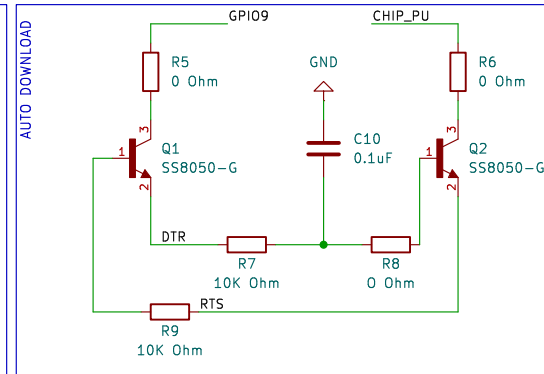 AUTO DOWNLOAD
GPIO9
CHIP_PU
R5
0 Ohm
GND
R6
0 Ohm
3
Q1
SS8050-G
1
2
C10
0.1uF
3
Q2
SS8050-G
1
2
DTR
R7
10K Ohm
R8
0 Ohm
RTS
R9
10K Ohm